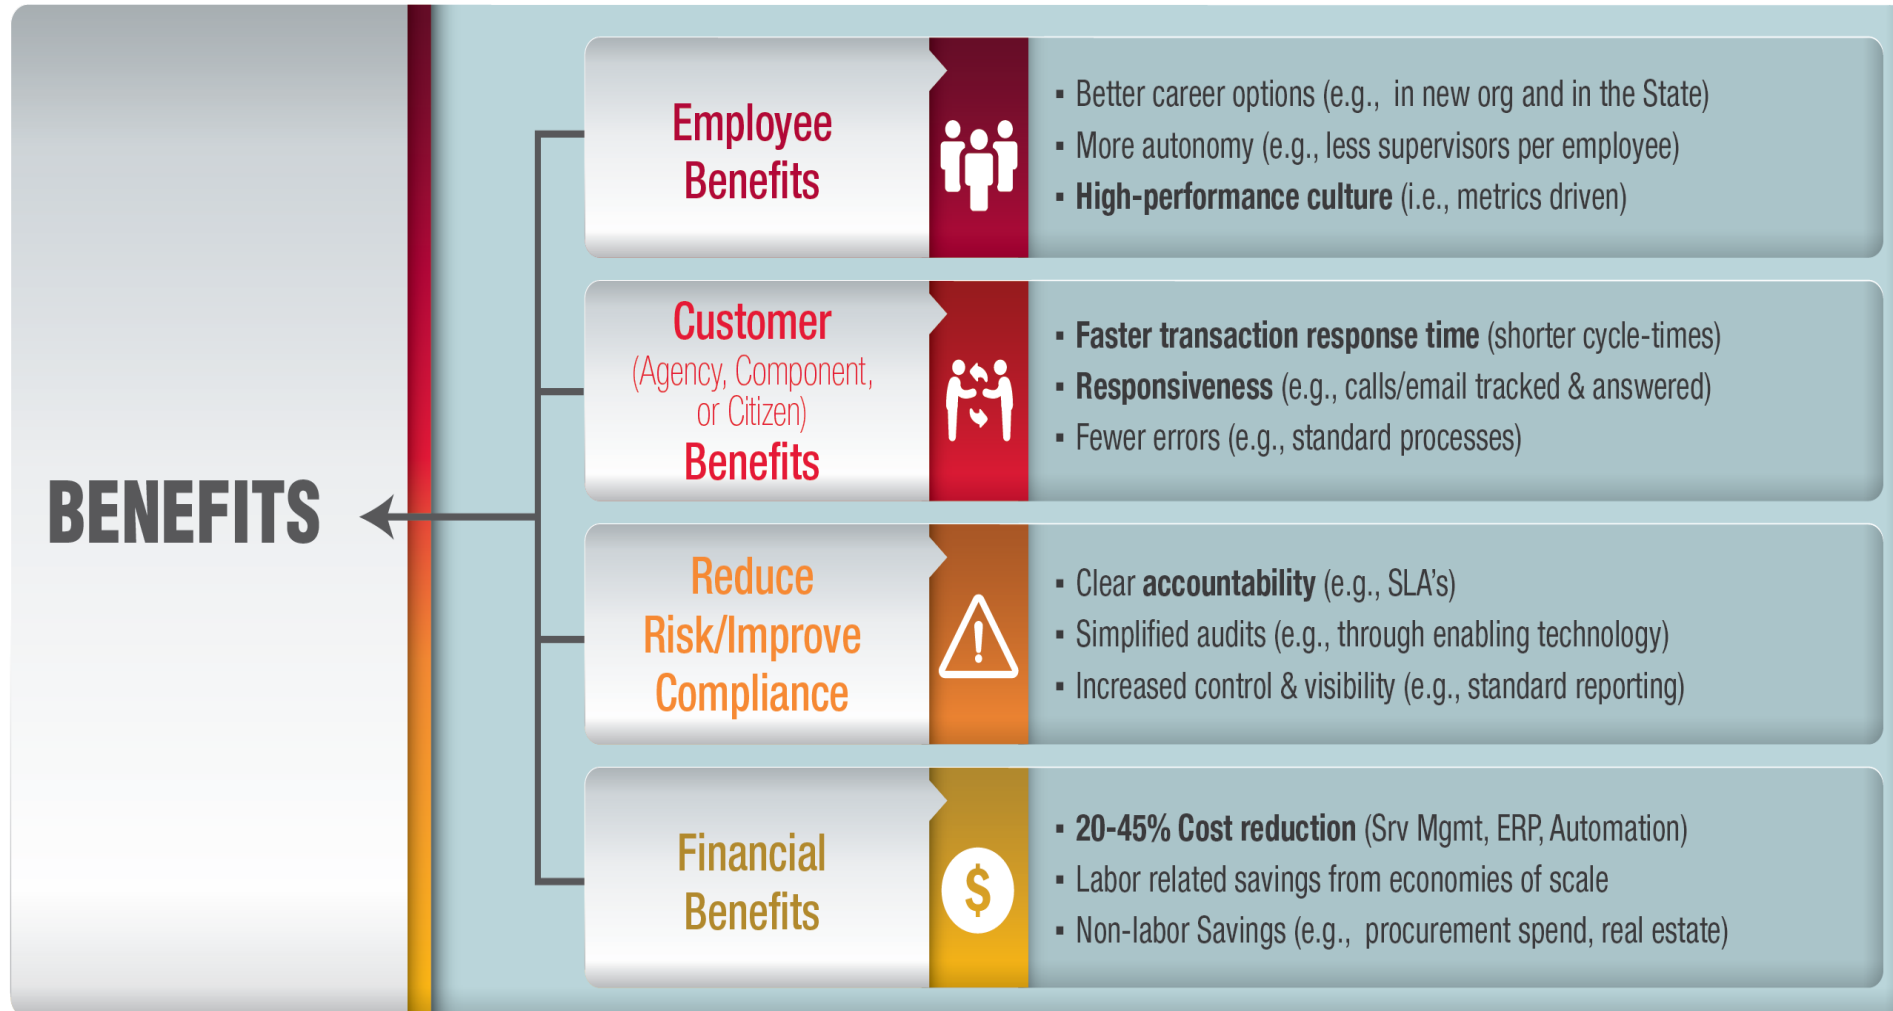 BENEFITS
Employee
Benefits
▪ Better career options (e.g., in new org and in the State)
▪ More autonomy (e.g., less supervisors per employee)
▪ High-performance culture (i.e., metrics driven)
Customer
(Agency, Component,
or Citizen)
Benefits
▪ Faster transaction response time (shorter cycle-times)
▪ Responsiveness (e.g., calls/email tracked & answered)
▪ Fewer errors (e.g., standard processes)
Reduce
Risk/Improve
Compliance
▪ Clear accountability (e.g., SLA's)
▪ Simplified audits (e.g., through enabling technology)
▪ Increased control & visibility (e.g., standard reporting)
Financial
Benefits
$
▪ 20-45% Cost reduction (Srv Mgmt, ERP, Automation)
▪ Labor related savings from economies of scale
▪ Non-labor Savings (e.g., procurement spend, real estate)